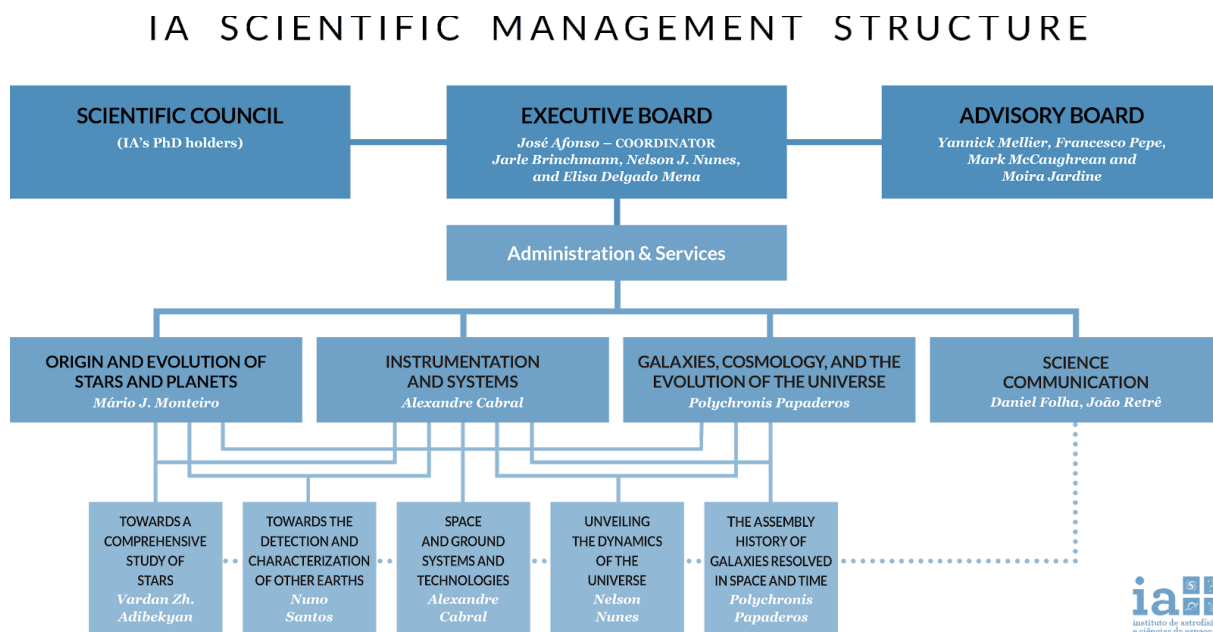 IA SCIENTIFIC MANAGEMENT STRUCTURE
SCIENTIFIC COUNCIL
(IA's PhD holders)
EXECUTIVE BOARD
José Afonso – COORDINATOR
Jarle Brinchmann, Nelson J. Nunes,
and Elisa Delgado Mena
ADVISORY BOARD
Yannick Mellier, Francesco Pepe,
Mark McCaughrean and
Moira Jardine
Administration & Services
ORIGIN AND EVOLUTION OF
STARS AND PLANETS
Mário J. Monteiro
INSTRUMENTATION
AND SYSTEMS
Alexandre Cabral
GALAXIES, COSMOLOGY, AND THE
EVOLUTION OF THE UNIVERSE
Polychronis Papaderos
SCIENCE
COMMUNICATION
Daniel Folha, João Retrê
TOWARDS A
COMPREHENSIVE
STUDY OF
STARS
Vardan Zh.
Adibekyan
TOWARDS THE
DETECTION AND
CHARACTERIZATION
OF OTHER EARTHS
Nuno
Santos
SPACE
AND GROUND
SYSTEMS AND
TECHNOLOGIES
Alexandre
Cabral
UNVEILING
THE DYNAMICS
OF THE
UNIVERSE
Nelson
Nunes
THE ASSEMBLY
HISTORY OF
GALAXIES RESOLVED
IN SPACE AND TIME
Polychronis
Papaderos
ia
instituto de